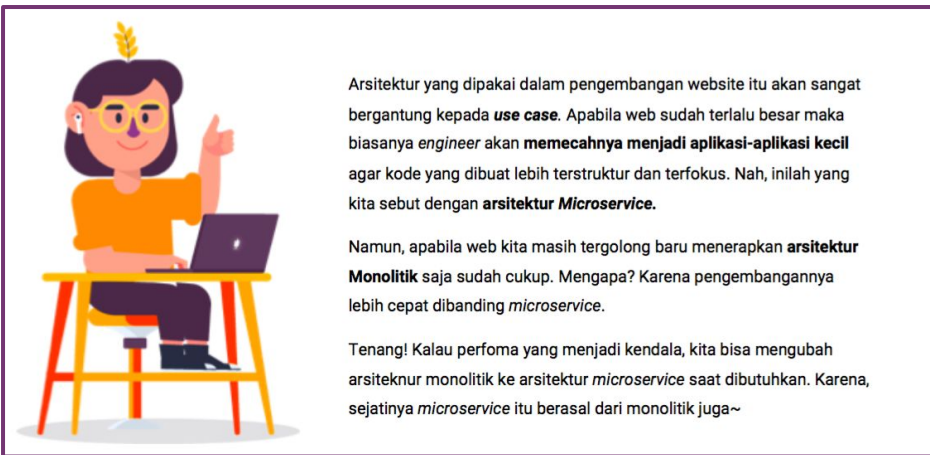 Arsitektur yang dipakai dalam pengembangan website itu akan sangat
bergantung kepada use case. Apabila web sudah terlalu besar maka
biasanya engineer akan memecahnya menjadi aplikasi-aplikasi kecil
agar kode yang dibuat lebih terstruktur dan terfokus. Nah, inilah yang
kita sebut dengan arsitektur Microservice.
Namun, apabila web kita masih tergolong baru menerapkan arsitektur
Monolitik saja sudah cukup. Mengapa? Karena pengembangannya
lebih cepat dibanding microservice.
Tenang! Kalau perfoma yang menjadi kendala, kita bisa mengubah
arsiteknur monolitik ke arsitektur microservice saat dibutuhkan. Karena,
sejatinya microservice itu berasal dari monolitik juga~